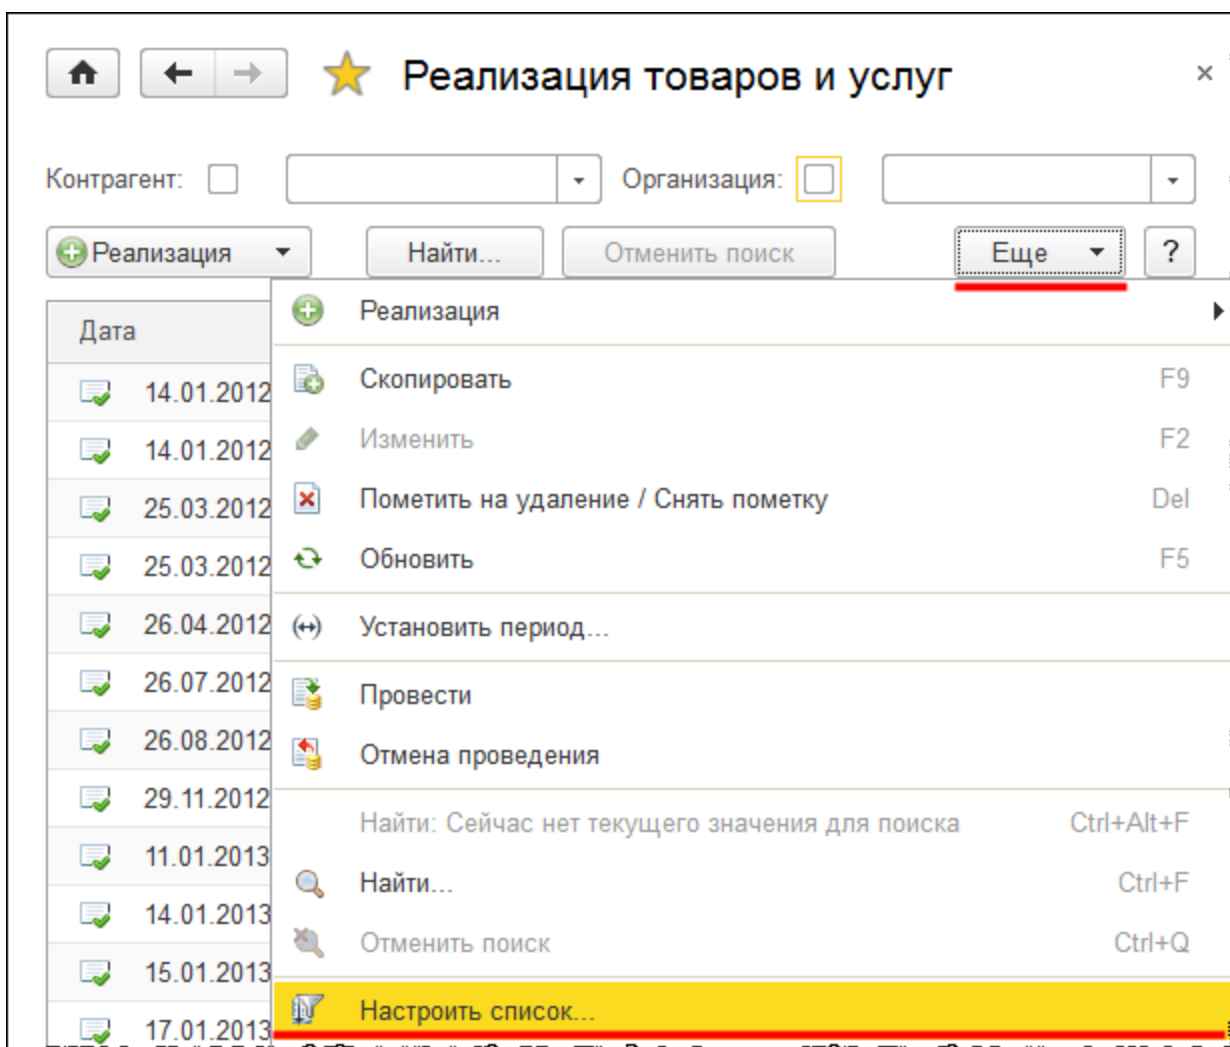 Реализация товаров и услуг
Контрагент: Организация:
Реализация Найти... Отменить поиск Еще ?
Дата
Реализация
14.01.2012
Скопировать F9
14.01.2012
Изменить F2
25.03.2012
Пометить на удаление / Снять пометку Del
25.03.2012
Обновить F5
26.04.2012
Установить период...
26.07.2012
Провести
26.08.2012
Отмена проведения
29.11.2012
Найти: Сейчас нет текущего значения для поиска Ctrl+Alt+F
11.01.2013
Найти... Ctrl+F
14.01.2013
Отменить поиск Ctrl+Q
15.01.2013
Настроить список...
17.01.2013